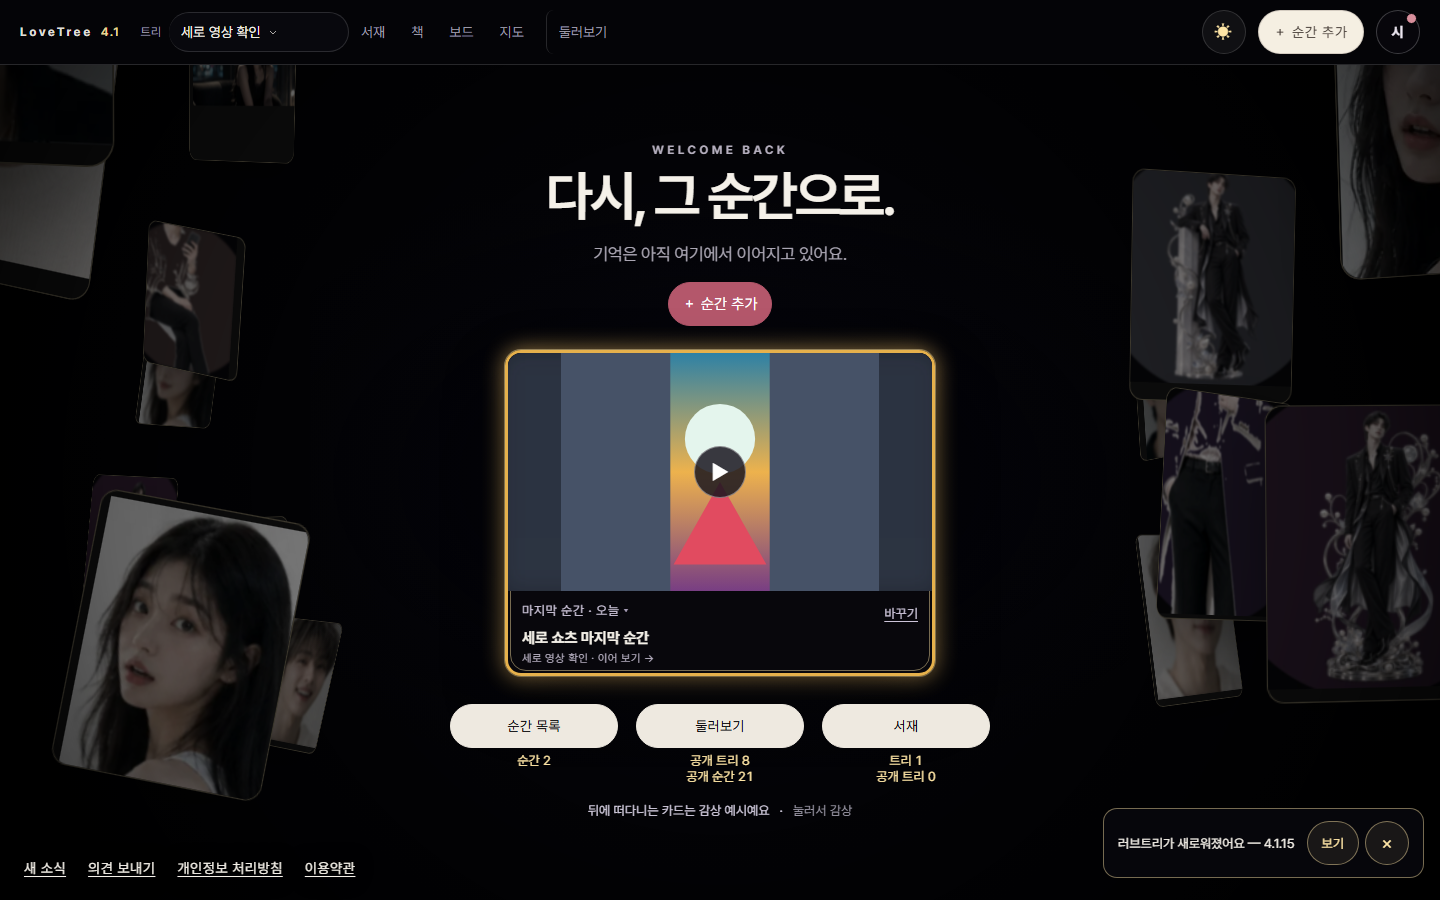 LoveTree 4.1 트리 세로 영상 확인 서재 책 보드 지도 둘러보기 + 순간 추가 시
WELCOME BACK
다시, 그 순간으로.
기억은 아직 여기에서 이어지고 있어요.
+ 순간 추가
마지막 순간 · 오늘
바꾸기
세로 쇼츠 마지막 순간
세로 영상 확인 · 이어 보기 →
순간 목록 둘러보기 서재
순간 2
공개 트리 8
공개 순간 21
트리 1
공개 트리 0
뒤에 떠다니는 카드는 감상 예시예요 · 눌러서 감상
러브트리가 새로워졌어요 — 4.1.15 보기 ×
새 소식 의견 보내기 개인정보 처리방침 이용약관